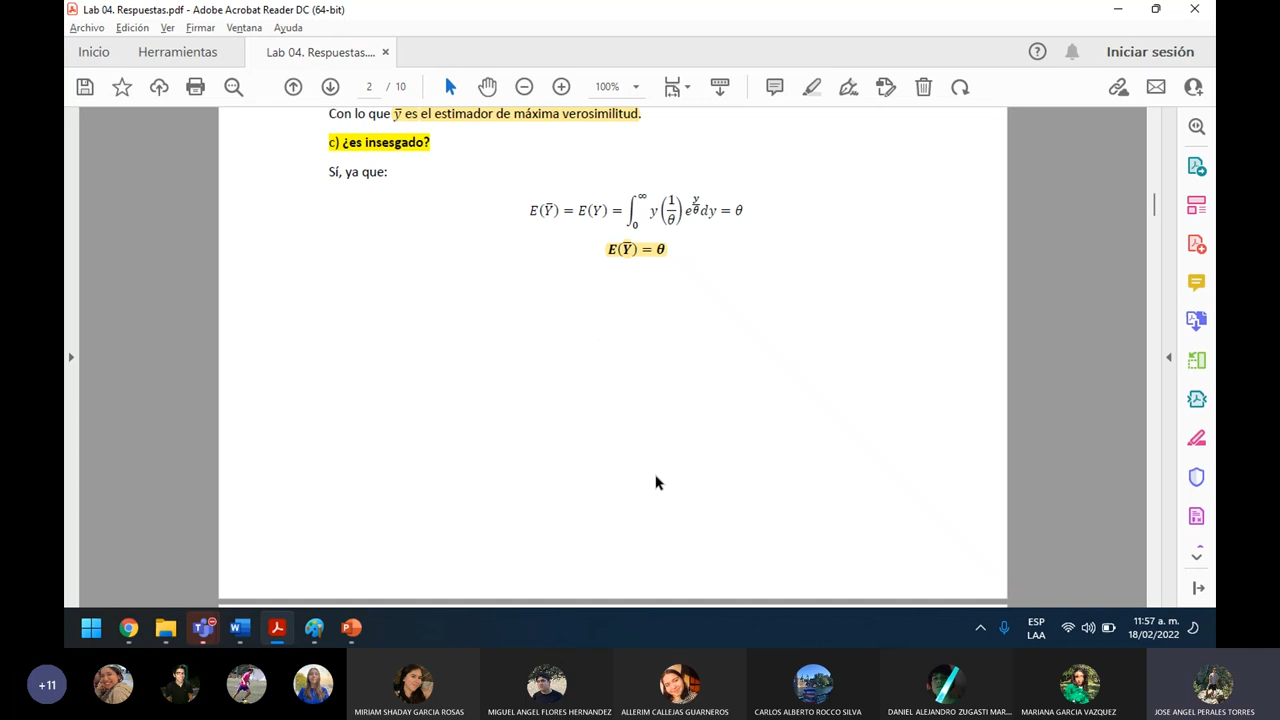 Lab 04. Respuestas.pdf - Adobe Acrobat Reader DC (64-bit)
Archivo Edición Ver Firmar Ventana Ayuda
Inicio Herramientas Lab 04. Respuestas.... × Iniciar sesión
2 / 10 100%
Con lo que y̅ es el estimador de máxima verosimilitud.
c) ¿es insesgado?
Sí, ya que:
E(Y̅) = E(Y) = ∫₀^∞ y (1/θ) e^(y/θ) dy = θ
E(Y̅) = θ
ESP 11:57 a. m.
LAA 18/02/2022
+11
MIRIAM SHADAY GARCIA ROSAS MIGUEL ANGEL FLORES HERNANDEZ ALLERIM CALLEJAS GUARNEROS CARLOS ALBERTO ROCCO SILVA DANIEL ALEJANDRO ZUGASTI MAR... MARIANA GARCIA VAZQUEZ JOSE ANGEL PERALES TORRES